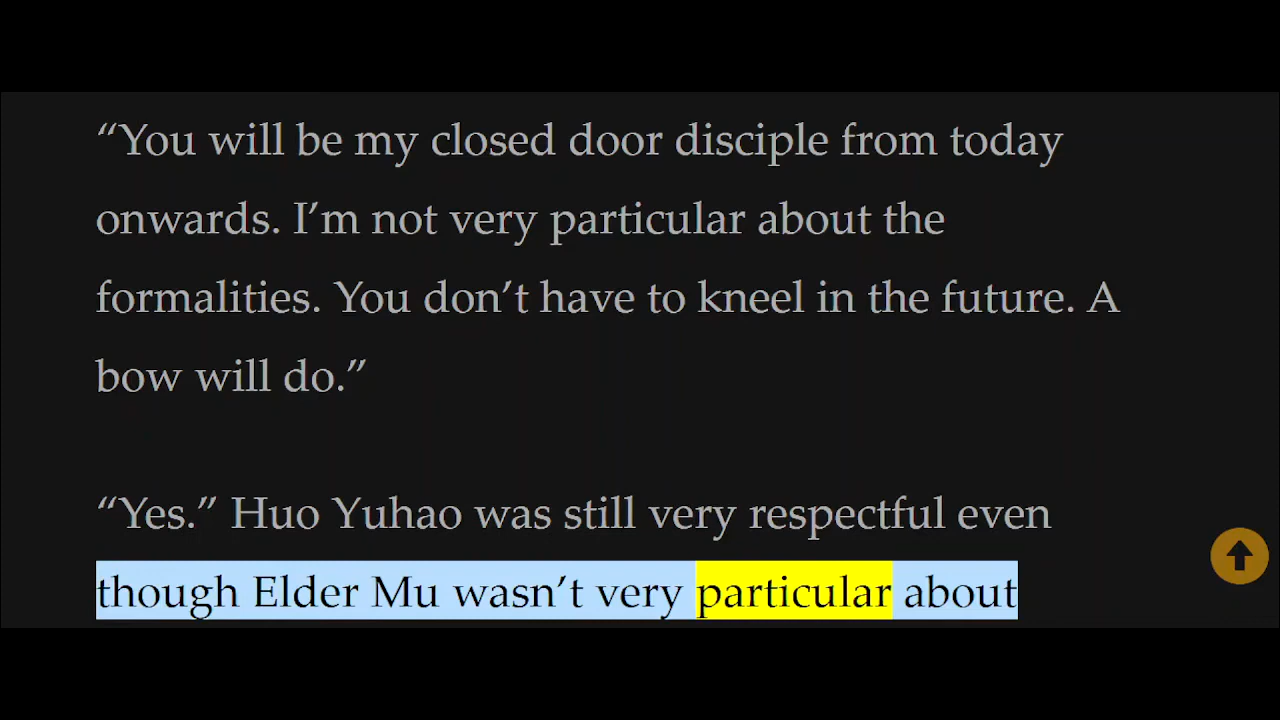 “You will be my closed door disciple from today
onwards. I’m not very particular about the
formalities. You don’t have to kneel in the future. A
bow will do.”
“Yes.” Huo Yuhao was still very respectful even
though Elder Mu wasn’t very particular about